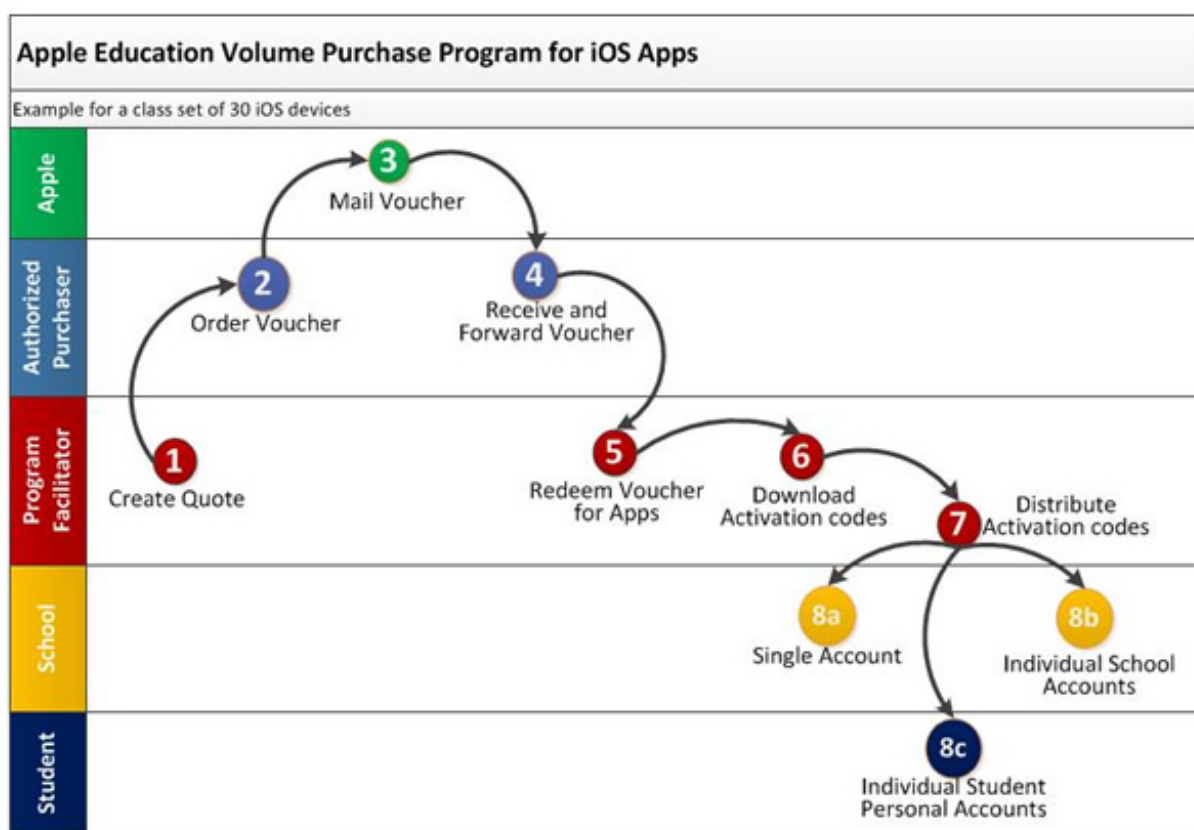 Apple Education Volume Purchase Program for iOS Apps
Example for a class set of 30 iOS devices
Apple
3
Mail Voucher
Authorized
Purchaser
2
Order Voucher
4
Receive and
Forward Voucher
Program
Facilitator
1
Create Quote
5
Redeem Voucher
for Apps
6
Download
Activation codes
7
Distribute
Activation codes
School
8a
Single Account
8b
Individual School
Accounts
Student
8c
Individual Student
Personal Accounts